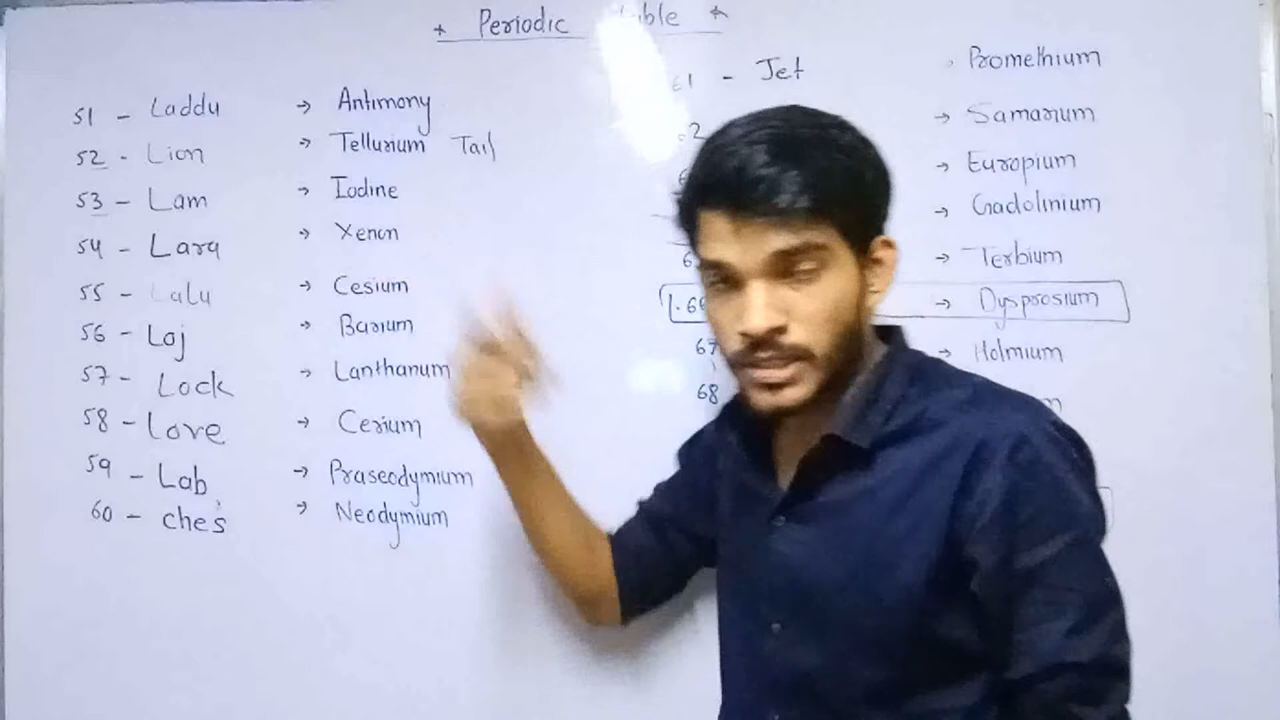 * Periodic *
51 - Laddu → Antimony
52 - Lion → Tellurium Tail
53 - Lam → Iodine
54 - Lara → Xenon
55 - Lalu → Cesium
56 - Laj → Barium
57 - Lock → Lanthanum
58 - Love → Cerium
59 - Lab → Praseodymium
60 - ches → Neodymium
61 - Jet Promethium
→ Samarium
→ Europium
→ Gadolinium
→ Terbium
→ Dysprosium
67 → Holmium
68